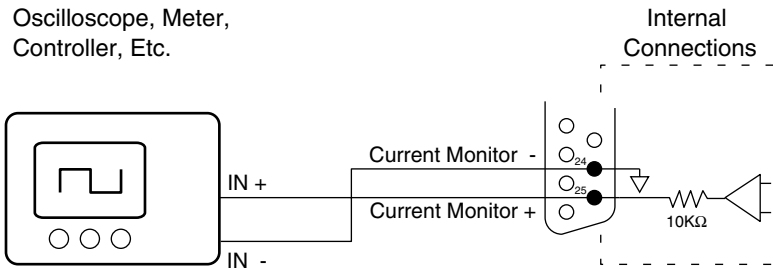 Oscilloscope, Meter,
Controller, Etc.
Internal
Connections
Current Monitor -
24
IN +
25
Current Monitor +
10KΩ
IN -